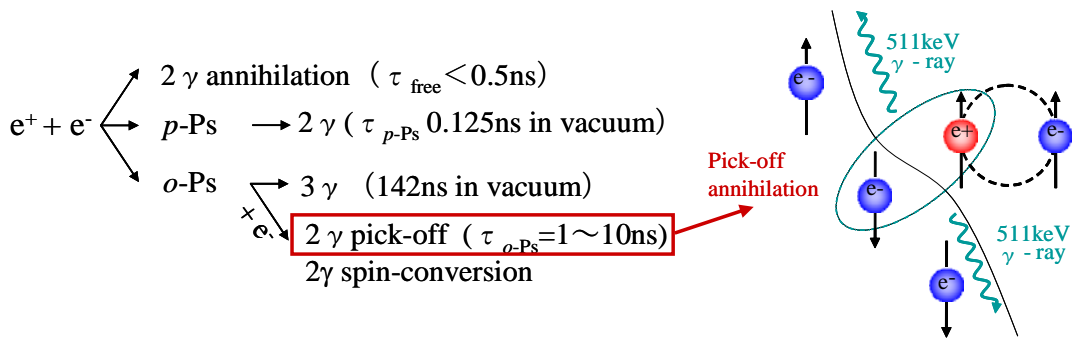 2 γ annihilation （ τ free＜0.5ns）
e+ + e-
p-Ps 2 γ ( τ p-Ps 0.125ns in vacuum）
o-Ps 3 γ （142ns in vacuum）
+ e-
2 γ pick-off （ τ o-Ps=1～10ns）
2γ spin-conversion
Pick-off
annihilation
511keV
γ - ray
e-
e+
e-
e-
511keV
γ - ray
e-